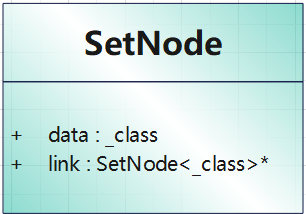 SetNode
+ data : _class
+ link : SetNode<_class>*